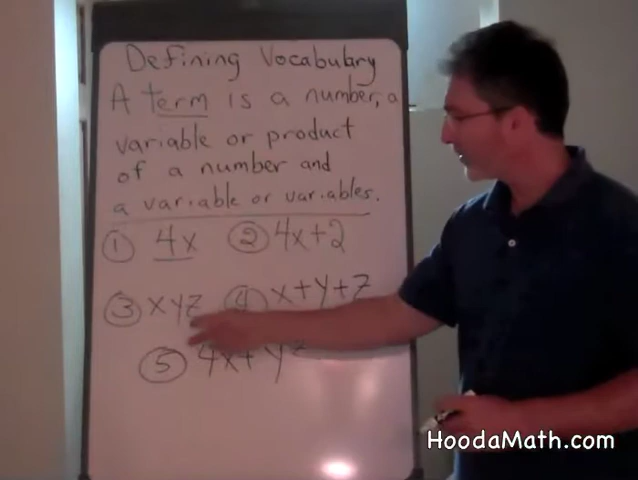 Defining Vocabulary
A term is a number, a
variable or product
of a number and
a variable or variables.
① 4x ② 4x+2
③ xyz ④ x+y+z
⑤ 4x+y
HoodaMath.com